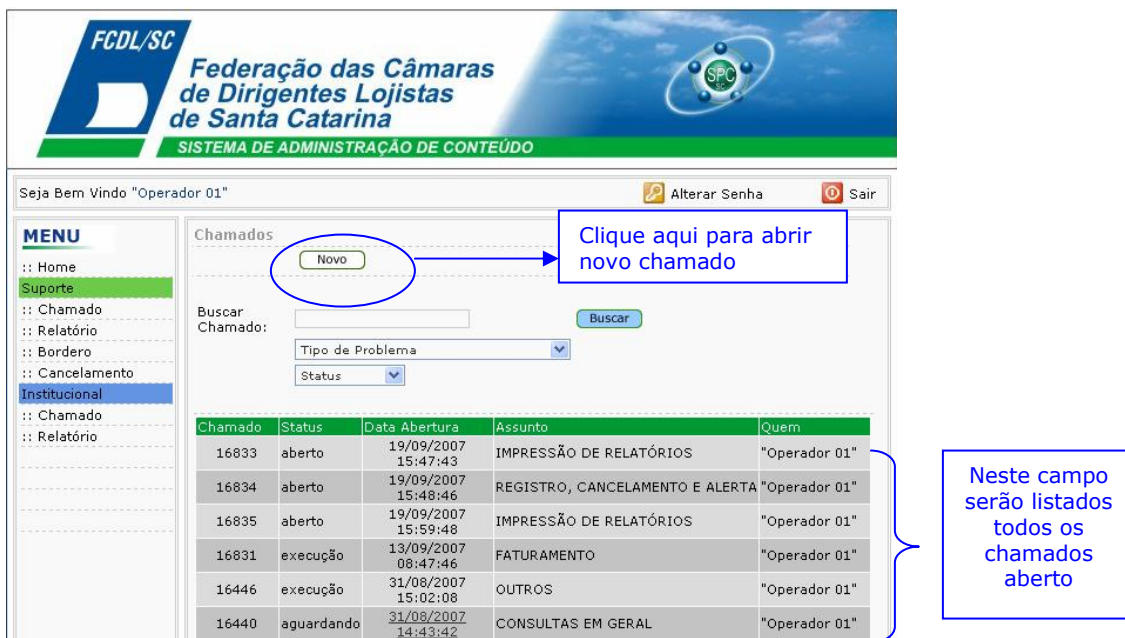 FCDL/SC
Federação das Câmaras
de Dirigentes Lojistas
de Santa Catarina
SISTEMA DE ADMINISTRAÇÃO DE CONTEÚDO
SPC
SC
Seja Bem Vindo "Operador 01"
Alterar Senha
Sair
MENU
:: Home
Suporte
:: Chamado
:: Relatório
:: Bordero
:: Cancelamento
Institucional
:: Chamado
:: Relatório
Chamados
Novo
Clique aqui para abrir
novo chamado
Buscar
Chamado:
Buscar
Tipo de Problema
Status
Chamado Status Data Abertura Assunto Quem
16833 aberto 19/09/2007 15:47:43 IMPRESSÃO DE RELATÓRIOS "Operador 01"
16834 aberto 19/09/2007 15:48:46 REGISTRO, CANCELAMENTO E ALERTA "Operador 01"
16835 aberto 19/09/2007 15:59:48 IMPRESSÃO DE RELATÓRIOS "Operador 01"
16831 execução 13/09/2007 08:47:46 FATURAMENTO "Operador 01"
16446 execução 31/08/2007 15:02:08 OUTROS "Operador 01"
16440 aguardando 31/08/2007 14:43:42 CONSULTAS EM GERAL "Operador 01"
Neste campo
serão listados
todos os
chamados
aberto